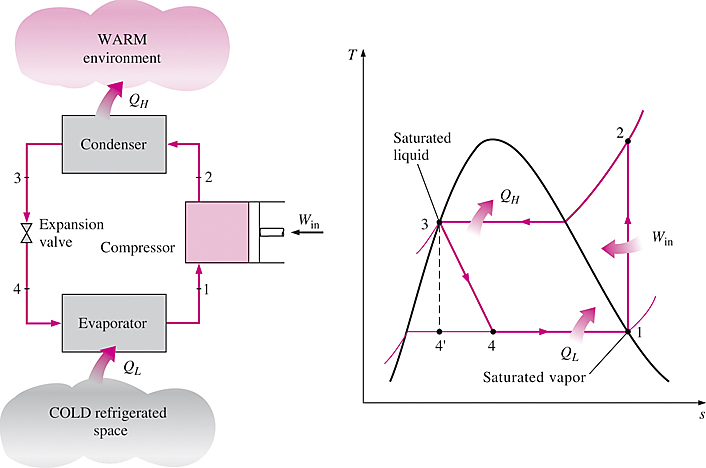 WARM
environment
Q_H
Condenser
3
2
Expansion
valve
Compressor
W_in
4
1
Evaporator
Q_L
COLD refrigerated
space
T
2
Saturated
liquid
Q_H
3
W_in
4'
4
1
Q_L
Saturated vapor
s